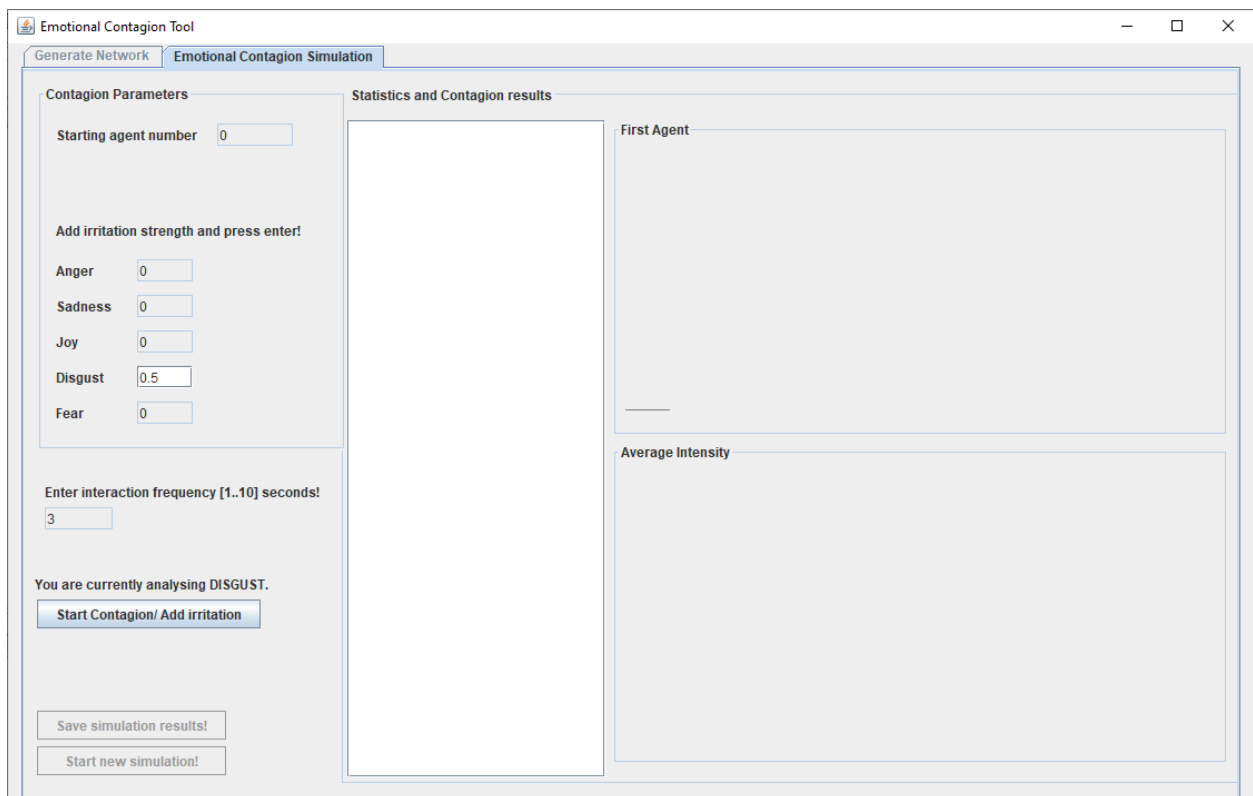 Emotional Contagion Tool
Generate Network
Emotional Contagion Simulation
Contagion Parameters
Starting agent number 0
Add irritation strength and press enter!
Anger 0
Sadness 0
Joy 0
Disgust 0.5
Fear 0
Enter interaction frequency [1..10] seconds!
3
You are currently analysing DISGUST.
Start Contagion/ Add irritation
Save simulation results!
Start new simulation!
Statistics and Contagion results
First Agent
Average Intensity